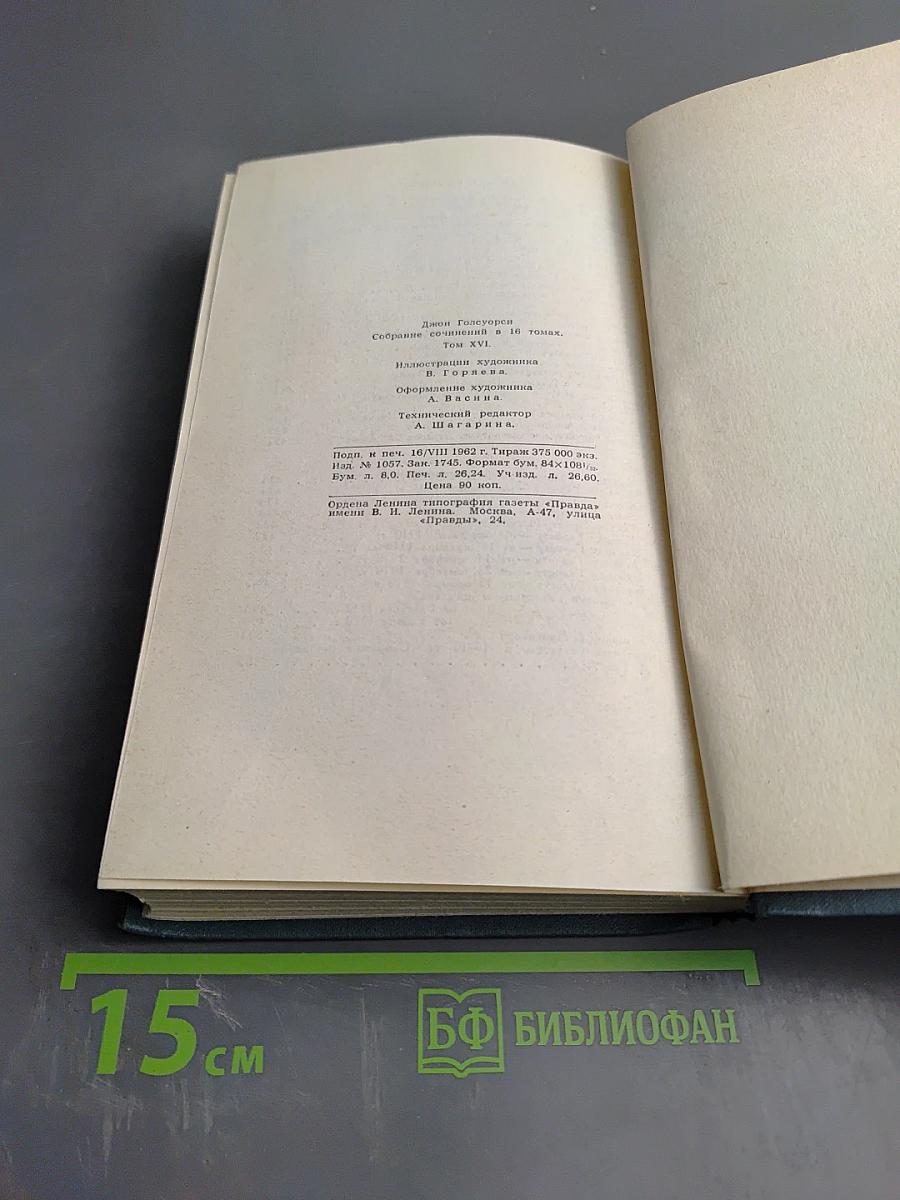 Джон Голсуорси
Собрание сочинений в 16 томах.
Том XVI.
Иллюстрации художника
В. Горяева.
Оформление художника
А. Васина.
Технический редактор
А. Шагарина.
Подп. к печ. 16/VIII 1962 г. Тираж 375 000 экз.
Изд. № 1057. Зак. 1745. Формат бум. 84×108¹/₃₂.
Бум. л. 8,0. Печ. л. 26,24. Уч-изд. л. 26,60.
Цена 90 коп.
Ордена Ленина типография газеты «Правда»
имени В. И. Ленина. Москва, А-47, улица
«Правды», 24,
15 см
БФ БИБЛИОФАН